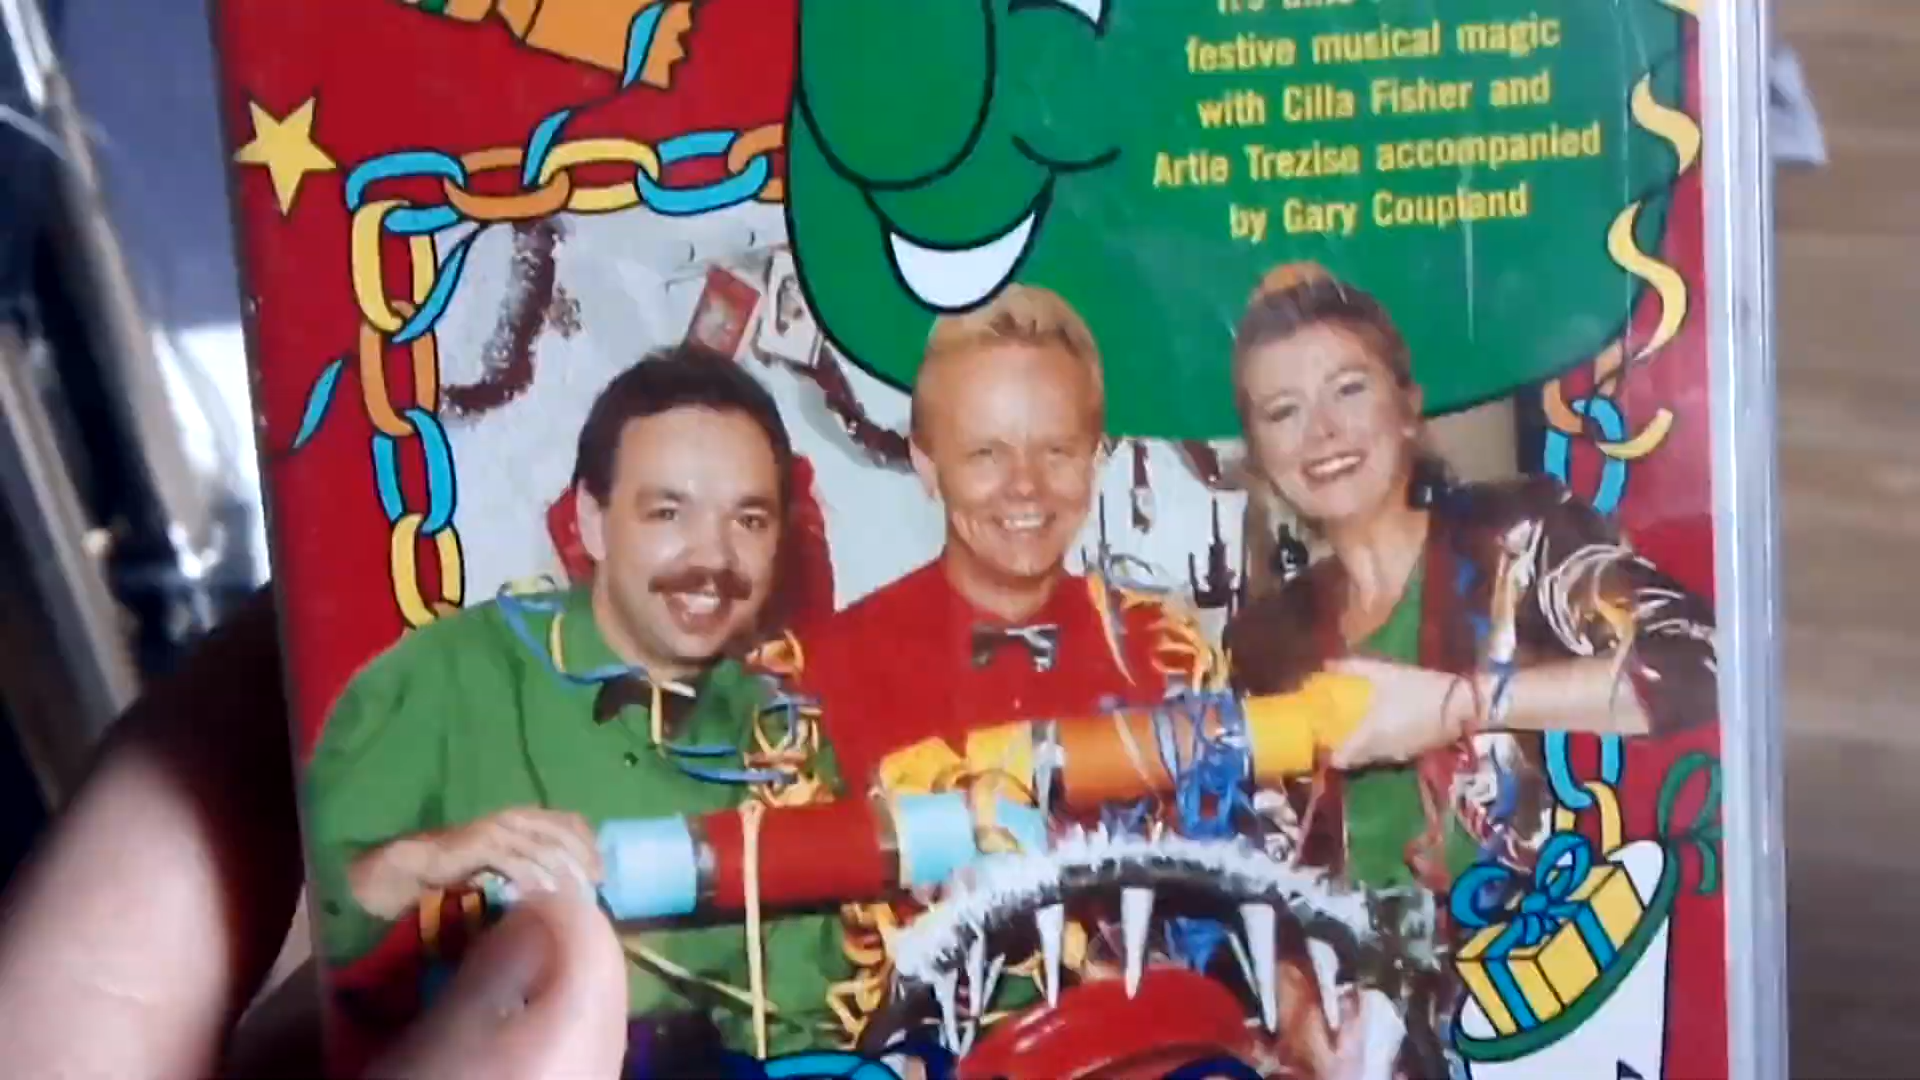 festive musical magic
with Cilla Fisher and
Artie Trezise accompanied
by Gary Coupland